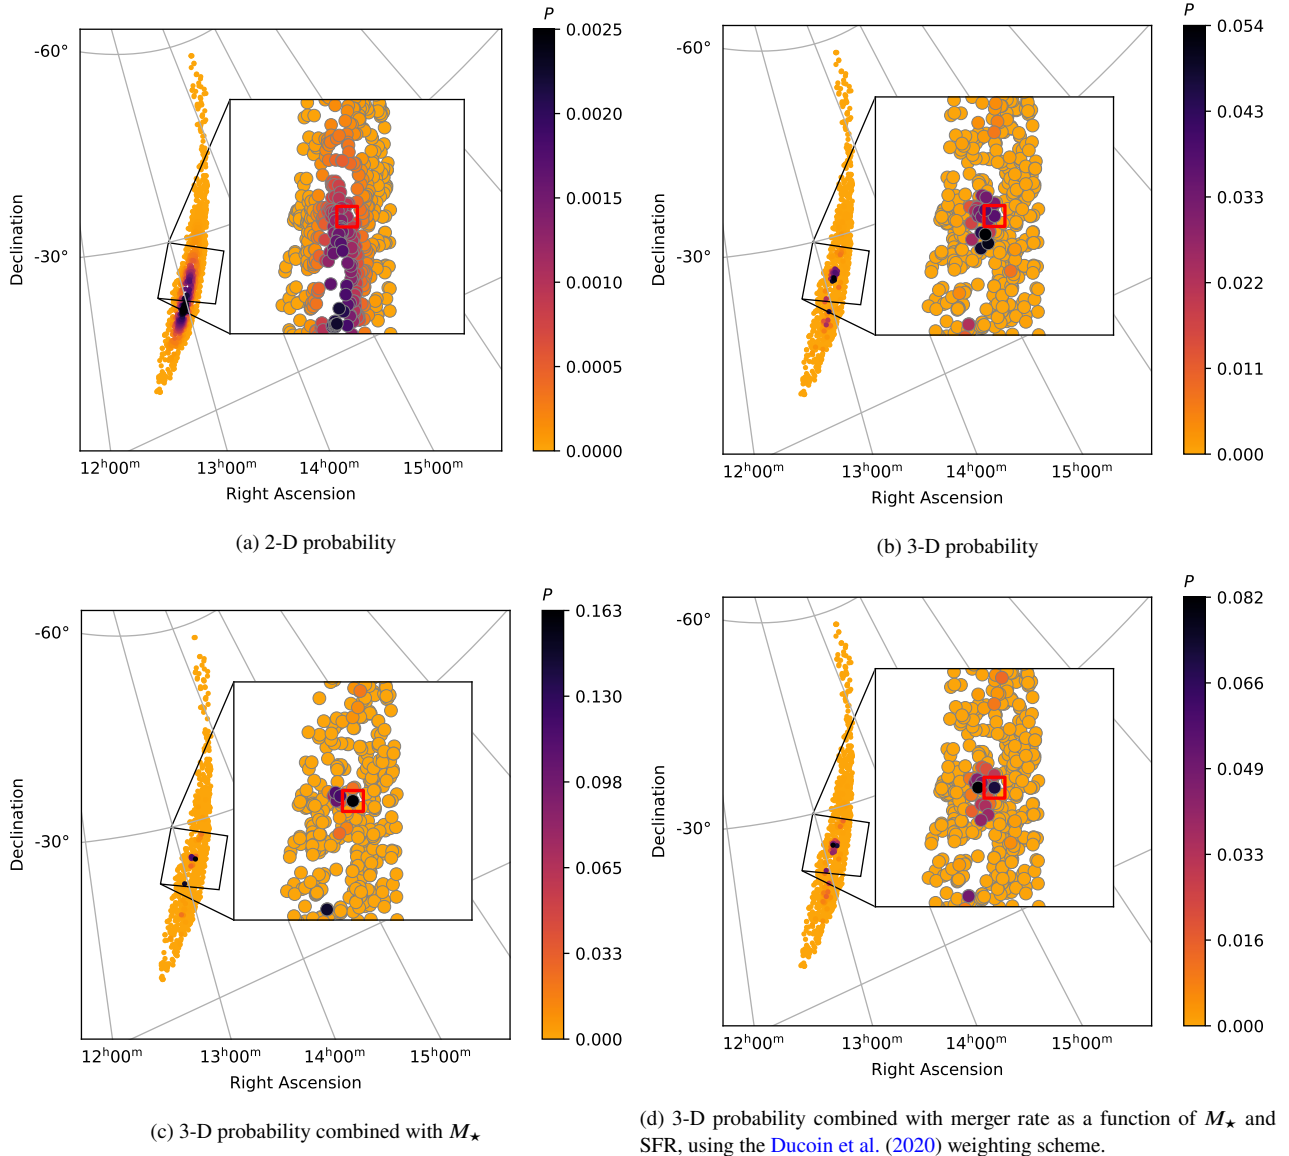 P
0.0025
0.0020
0.0015
0.0010
0.0005
0.0000
-60°
-30°
Declination
12ʰ00ᵐ 13ʰ00ᵐ 14ʰ00ᵐ 15ʰ00ᵐ
Right Ascension
(a) 2-D probability
P
0.054
0.043
0.033
0.022
0.011
0.000
-60°
-30°
Declination
12ʰ00ᵐ 13ʰ00ᵐ 14ʰ00ᵐ 15ʰ00ᵐ
Right Ascension
(b) 3-D probability
P
0.163
0.130
0.098
0.065
0.033
0.000
-60°
-30°
Declination
12ʰ00ᵐ 13ʰ00ᵐ 14ʰ00ᵐ 15ʰ00ᵐ
Right Ascension
(c) 3-D probability combined with M★
P
0.082
0.066
0.049
0.033
0.016
0.000
-60°
-30°
Declination
12ʰ00ᵐ 13ʰ00ᵐ 14ʰ00ᵐ 15ʰ00ᵐ
Right Ascension
(d) 3-D probability combined with merger rate as a function of M★ and
SFR, using the Ducoin et al. (2020) weighting scheme.